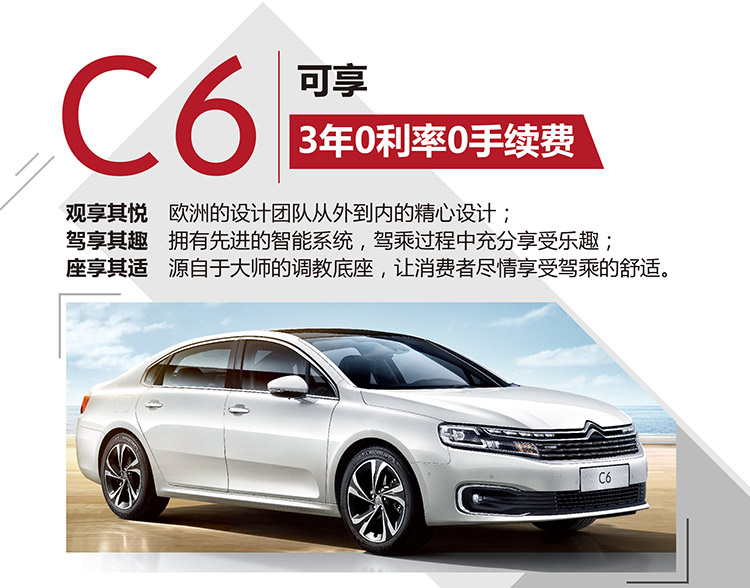 C6
可享
3年0利率0手续费
观享其悦 欧洲的设计团队从外到内的精心设计；
驾享其趣 拥有先进的智能系统，驾乘过程中充分享受乐趣；
座享其适 源自于大师的调教底座，让消费者尽情享受驾乘的舒适。
C6